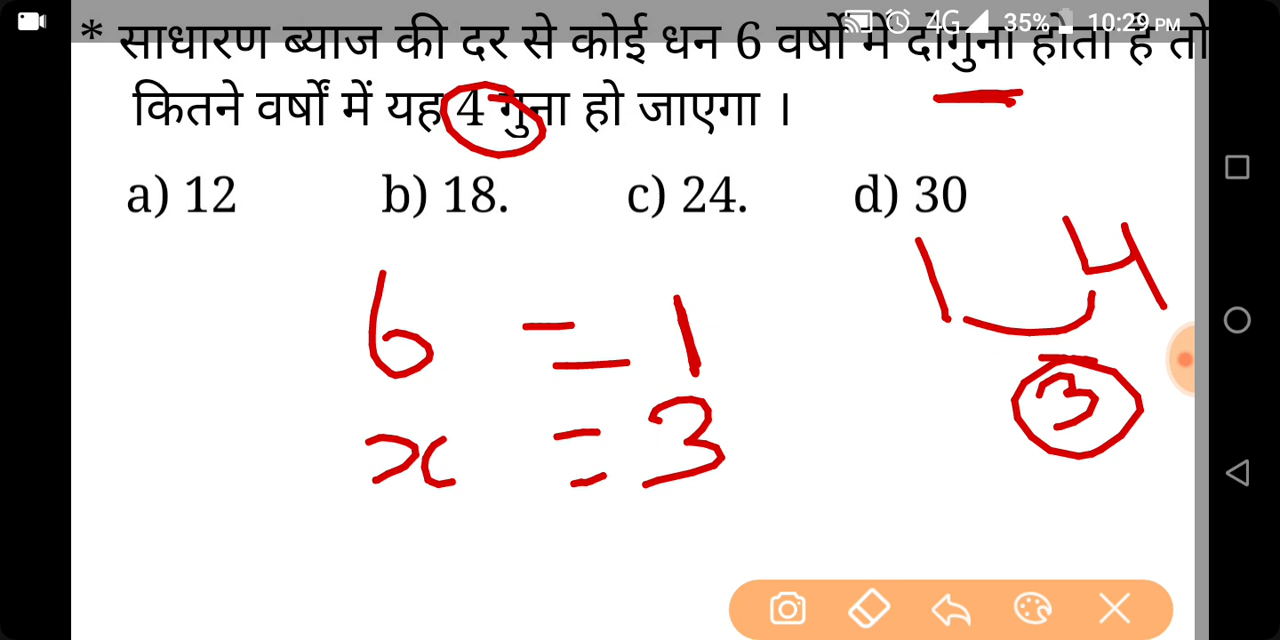 4G 35% 10:29 PM
* साधारण ब्याज की दर से कोई धन 6 वर्षों में दोगुना होता है तो
कितने वर्षों में यह 4 गुना हो जाएगा ।
a) 12 b) 18. c) 24. d) 30
1 4
6 = 1
3
x = 3